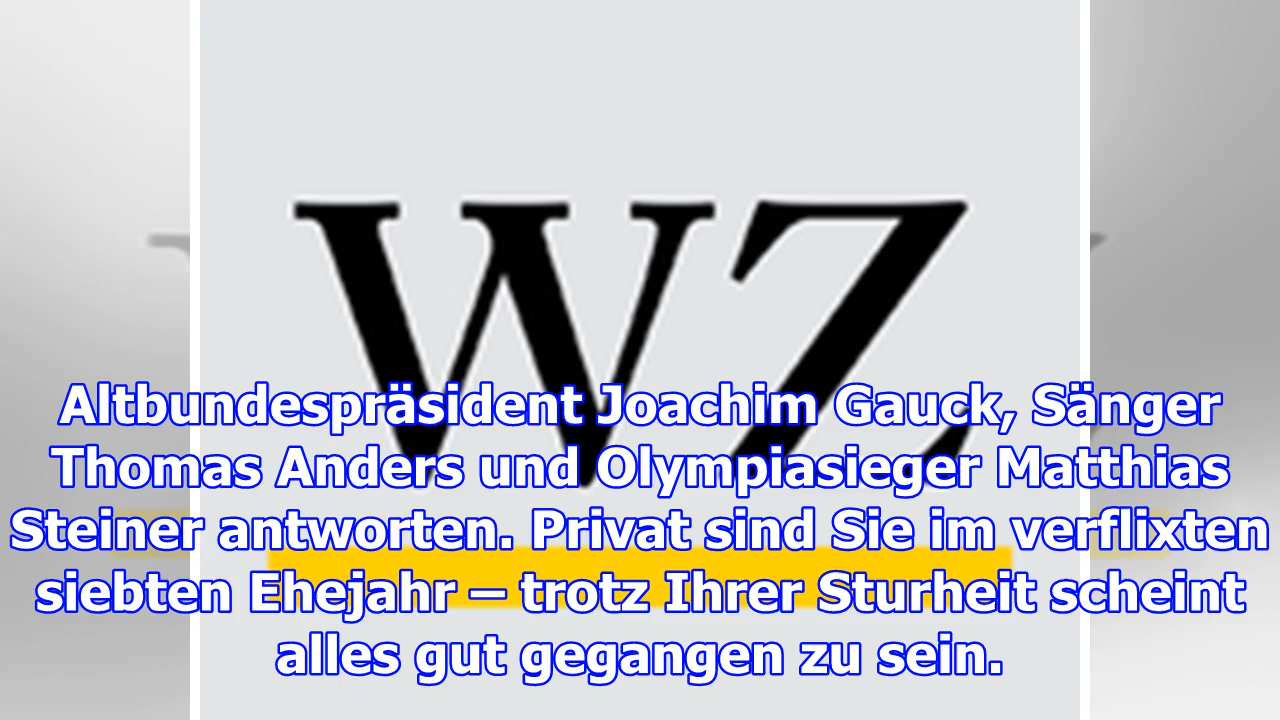 WZ
Altbundespräsident Joachim Gauck, Sänger
Thomas Anders und Olympiasieger Matthias
Steiner antworten. Privat sind Sie im verflixten
siebten Ehejahr – trotz Ihrer Sturheit scheint
alles gut gegangen zu sein.